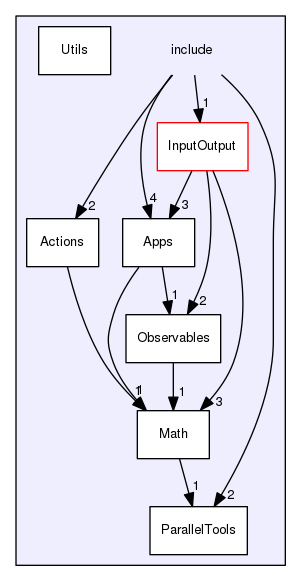 Utils
include
1
InputOutput
2
4
3
Actions
Apps
1
2
Observables
1
1
1
3
Math
1
2
ParallelTools